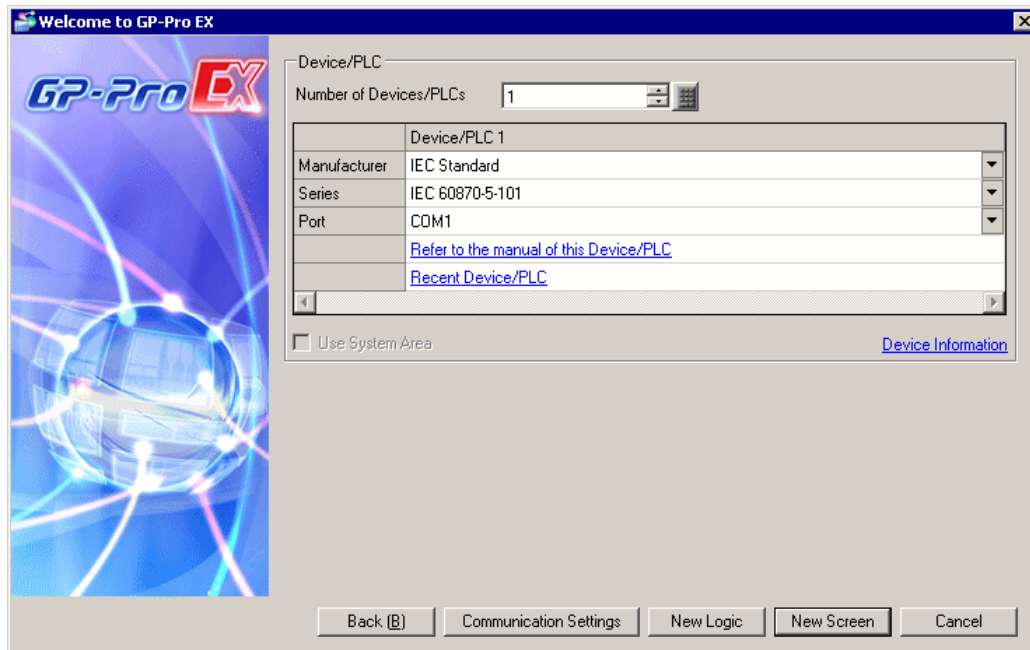 Welcome to GP-Pro EX
GP-Pro EX
Device/PLC
Number of Devices/PLCs 1
Device/PLC 1
Manufacturer IEC Standard
Series IEC 60870-5-101
Port COM1
Refer to the manual of this Device/PLC
Recent Device/PLC
Use System Area Device Information
Back (B) Communication Settings New Logic New Screen Cancel